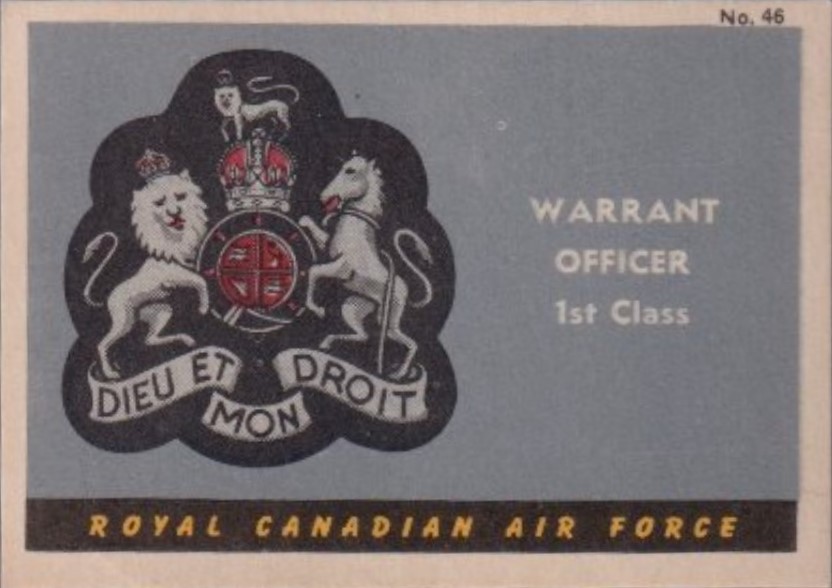 No. 46
WARRANT
OFFICER
1st Class
DIEU ET
MON
DROIT
ROYAL CANADIAN AIR FORCE